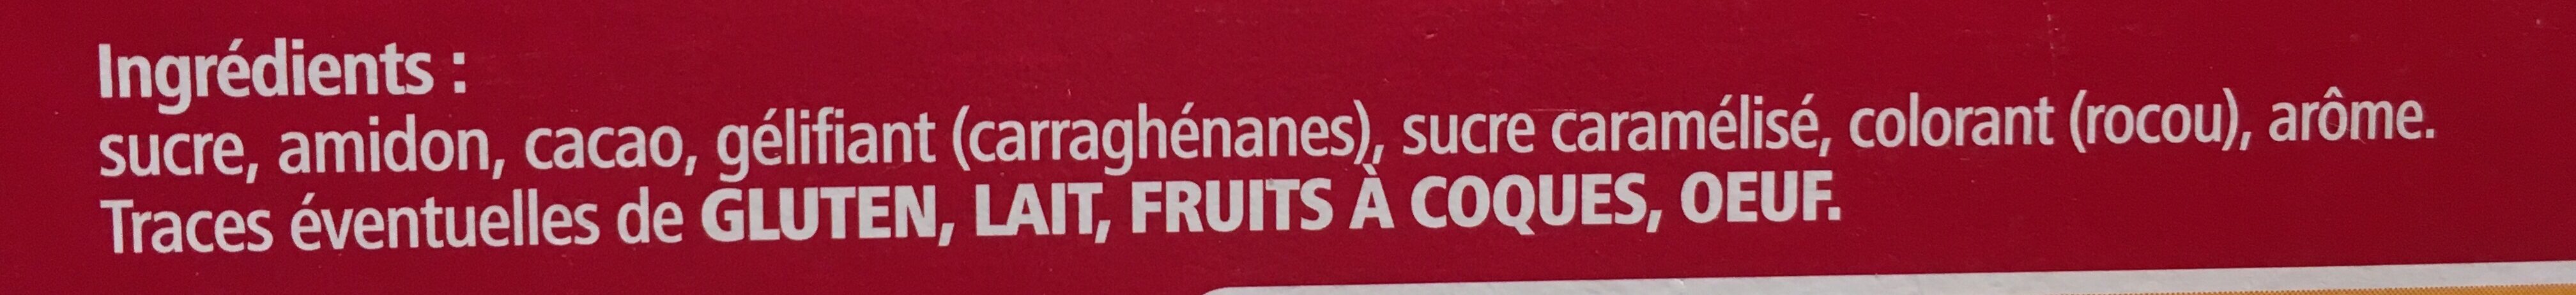 Ingrédients :
sucre, amidon, cacao, gélifiant (carraghénanes), sucre caramélisé, colorant (rocou), arôme.
Traces éventuelles de GLUTEN, LAIT, FRUITS À COQUES, OEUF.